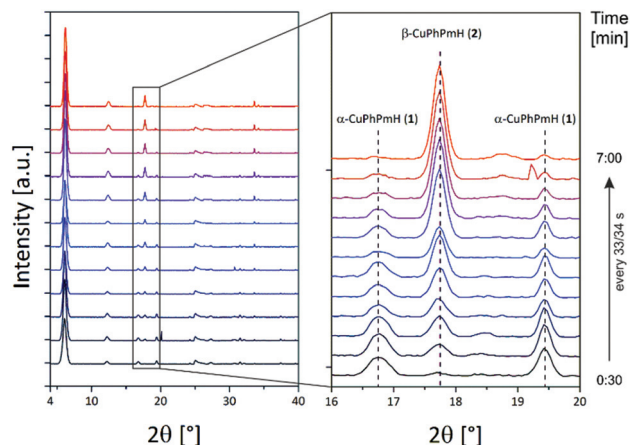 Time
[min]
β-CuPhPmH (2)
α-CuPhPmH (1)
α-CuPhPmH (1)
Intensity [a.u.]
7:00
every 33/34 s
0:30
4 10 20 30 40
16 17 18 19 20
2θ [°]
2θ [°]